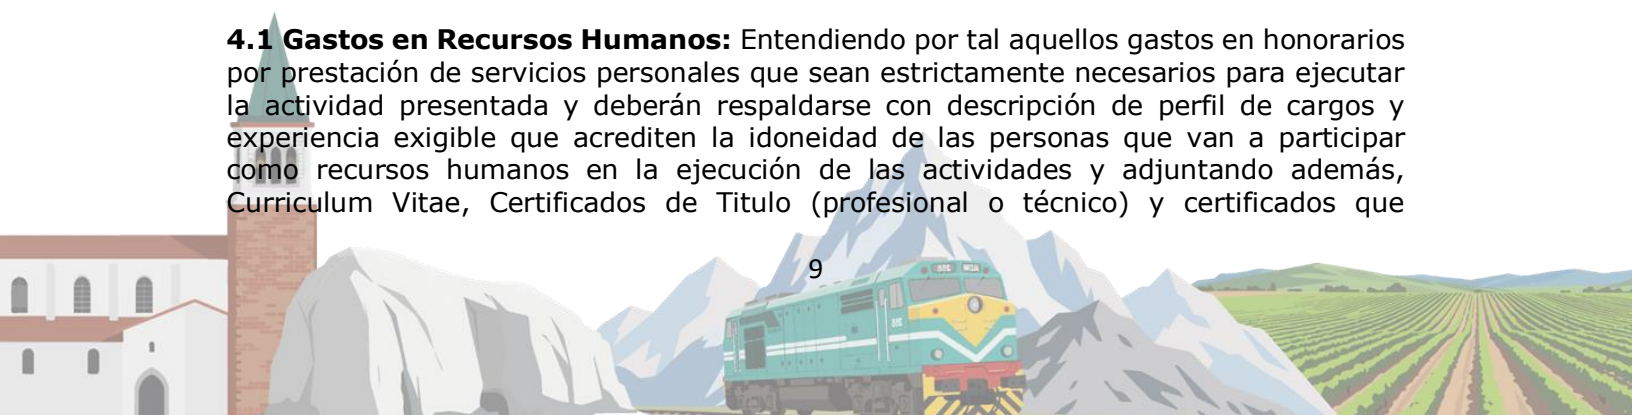 4.1 Gastos en Recursos Humanos: Entendiendo por tal aquellos gastos en honorarios
por prestación de servicios personales que sean estrictamente necesarios para ejecutar
la actividad presentada y deberán respaldarse con descripción de perfil de cargos y
experiencia exigible que acrediten la idoneidad de las personas que van a participar
como recursos humanos en la ejecución de las actividades y adjuntando además,
Curriculum Vitae, Certificados de Titulo (profesional o técnico) y certificados que
9